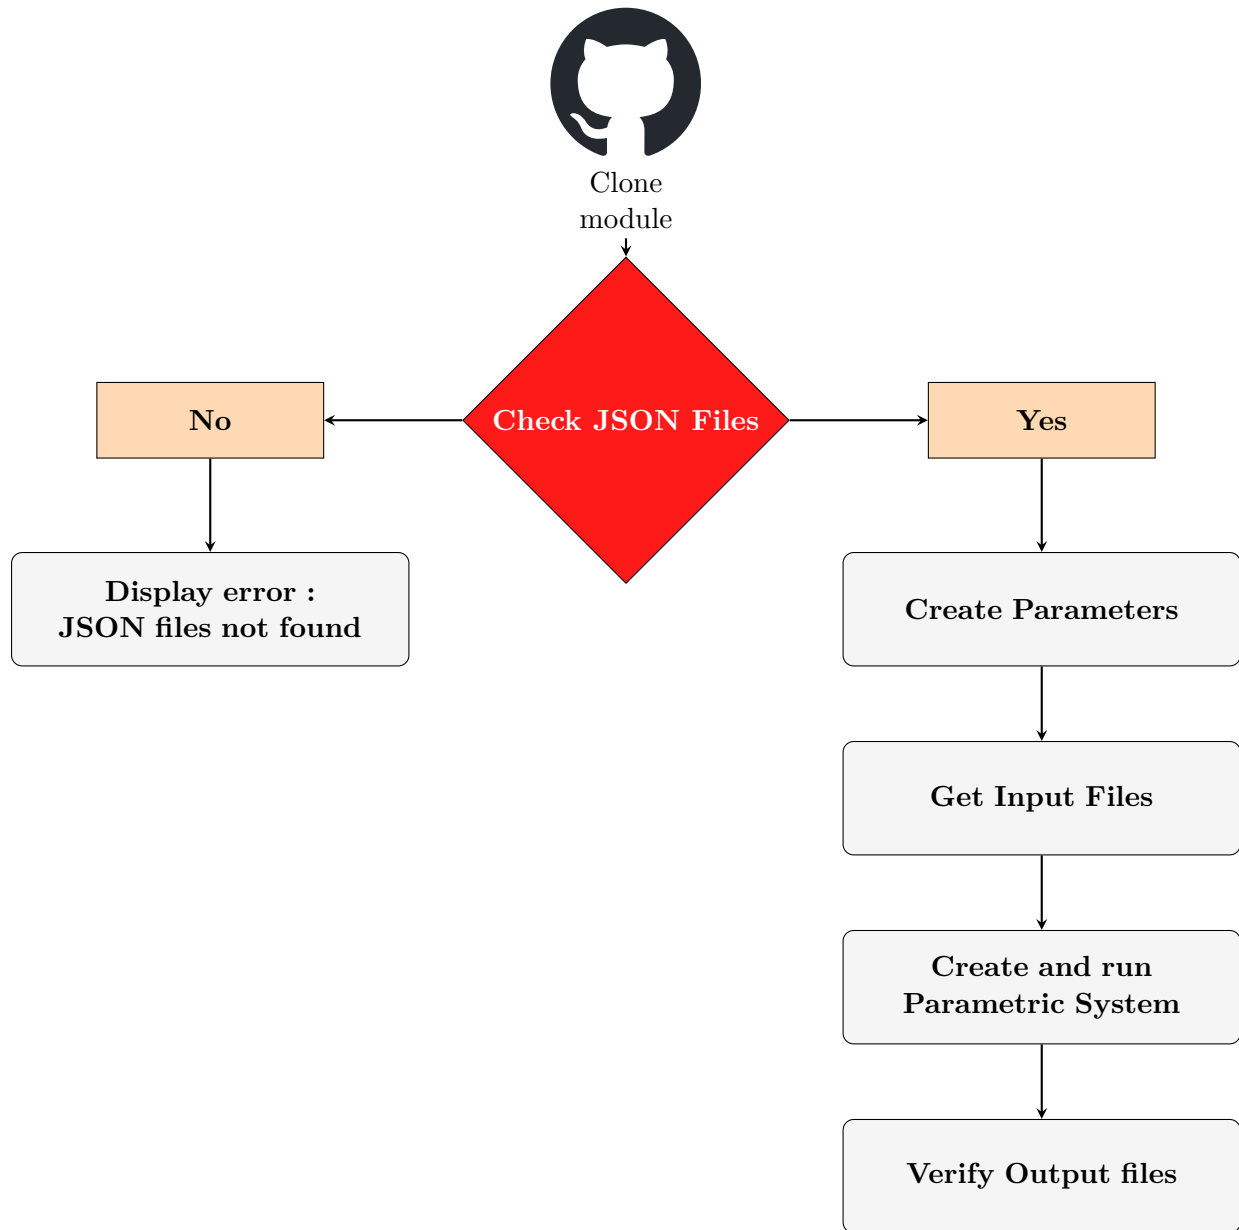 Clone
module
Check JSON Files
No
Yes
Display error :
JSON files not found
Create Parameters
Get Input Files
Create and run
Parametric System
Verify Output files